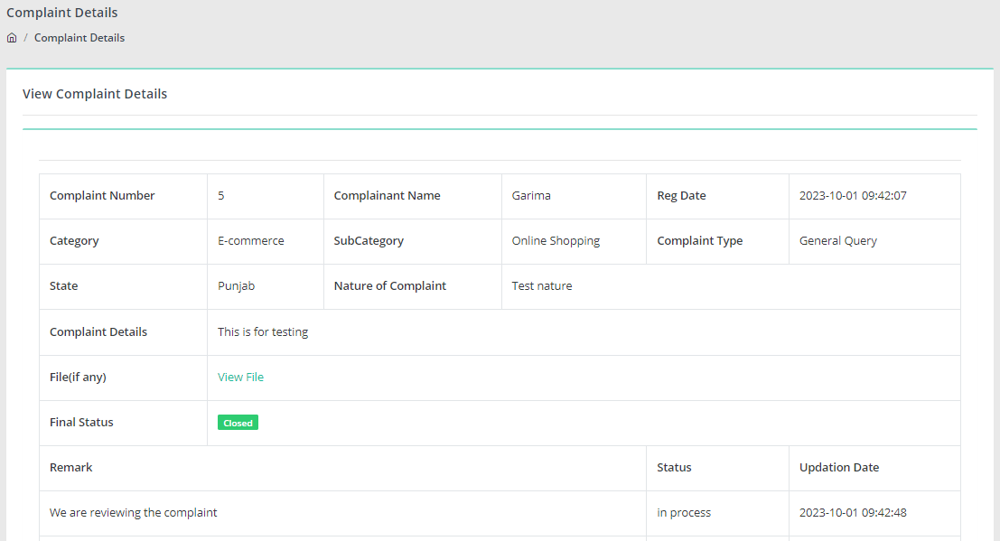 Complaint Details
/ Complaint Details
View Complaint Details
Complaint Number 5 Complainant Name Garima Reg Date 2023-10-01 09:42:07
Category E-commerce SubCategory Online Shopping Complaint Type General Query
State Punjab Nature of Complaint Test nature
Complaint Details This is for testing
File(if any) View File
Final Status Closed
Remark Status Updation Date
We are reviewing the complaint in process 2023-10-01 09:42:48